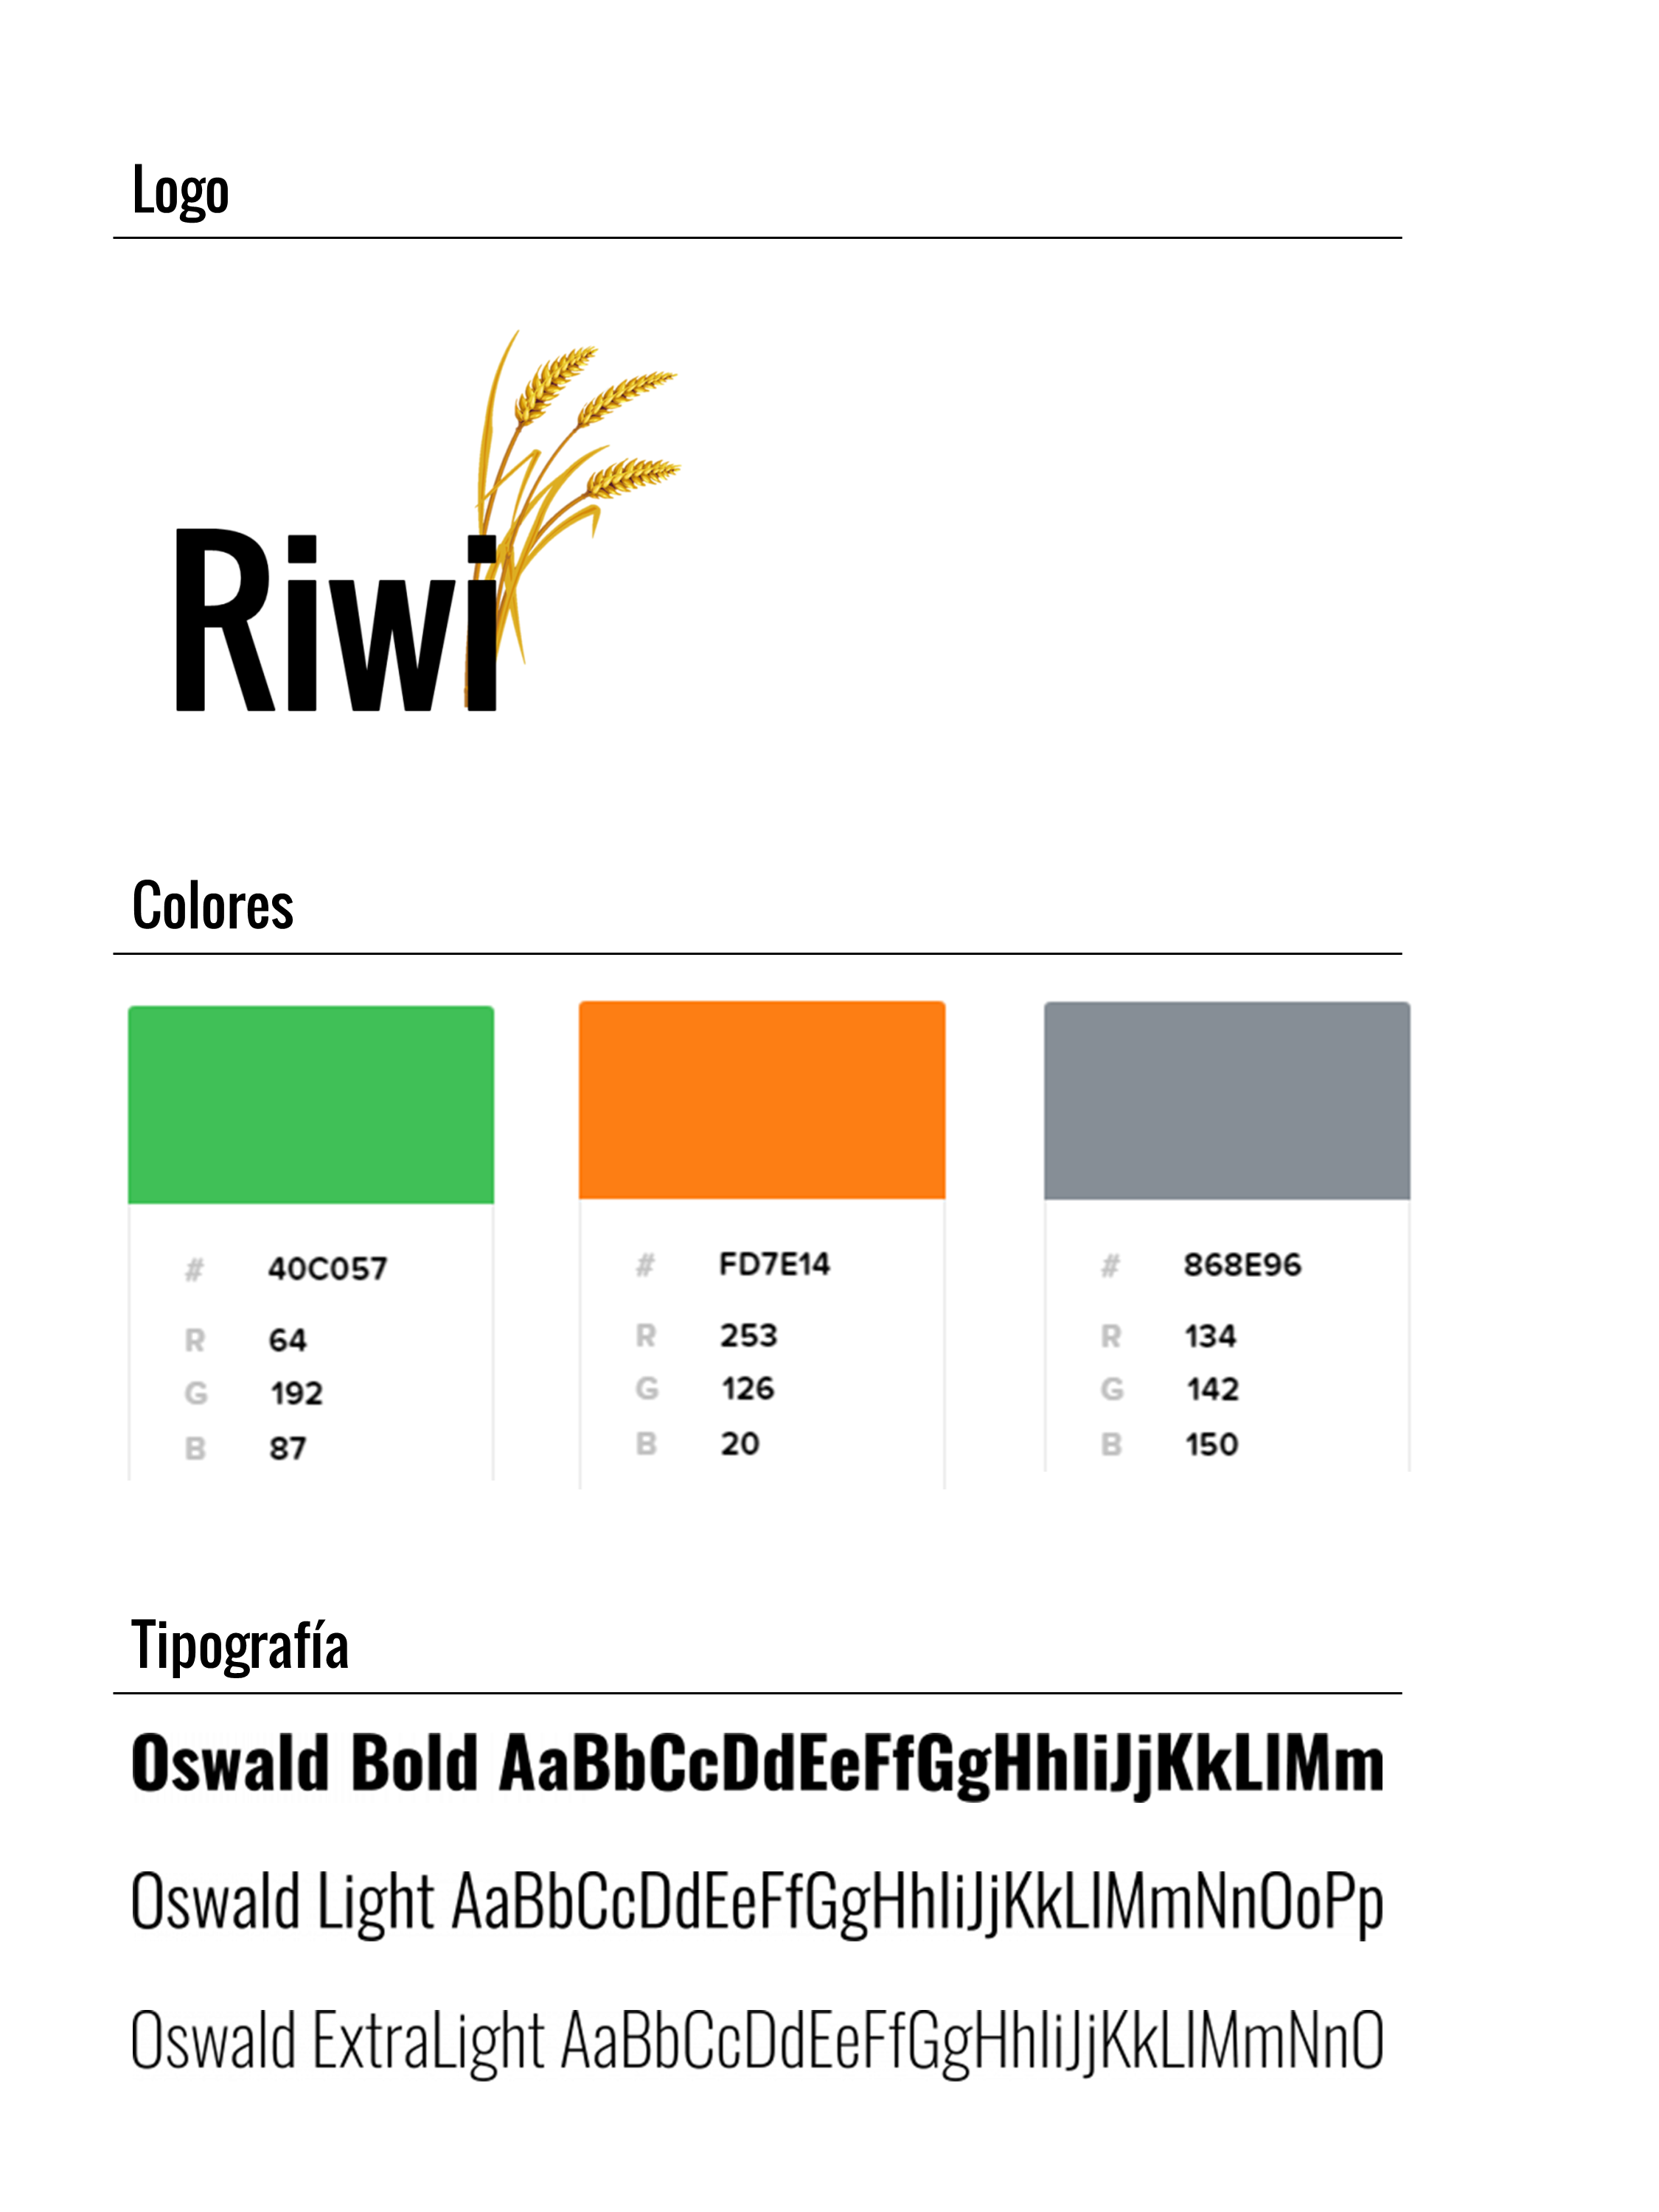 Logo
Riwi
Colores
# 40C057
R 64
G 192
B 87
# FD7E14
R 253
G 126
B 20
# 868E96
R 134
G 142
B 150
Tipografía
Oswald Bold AaBbCcDdEeFfGgHhIiJjKkLlMm
Oswald Light AaBbCcDdEeFfGgHhIiJjKkLlMmNnOoPp
Oswald ExtraLight AaBbCcDdEeFfGgHhIiJjKkLlMmNnO